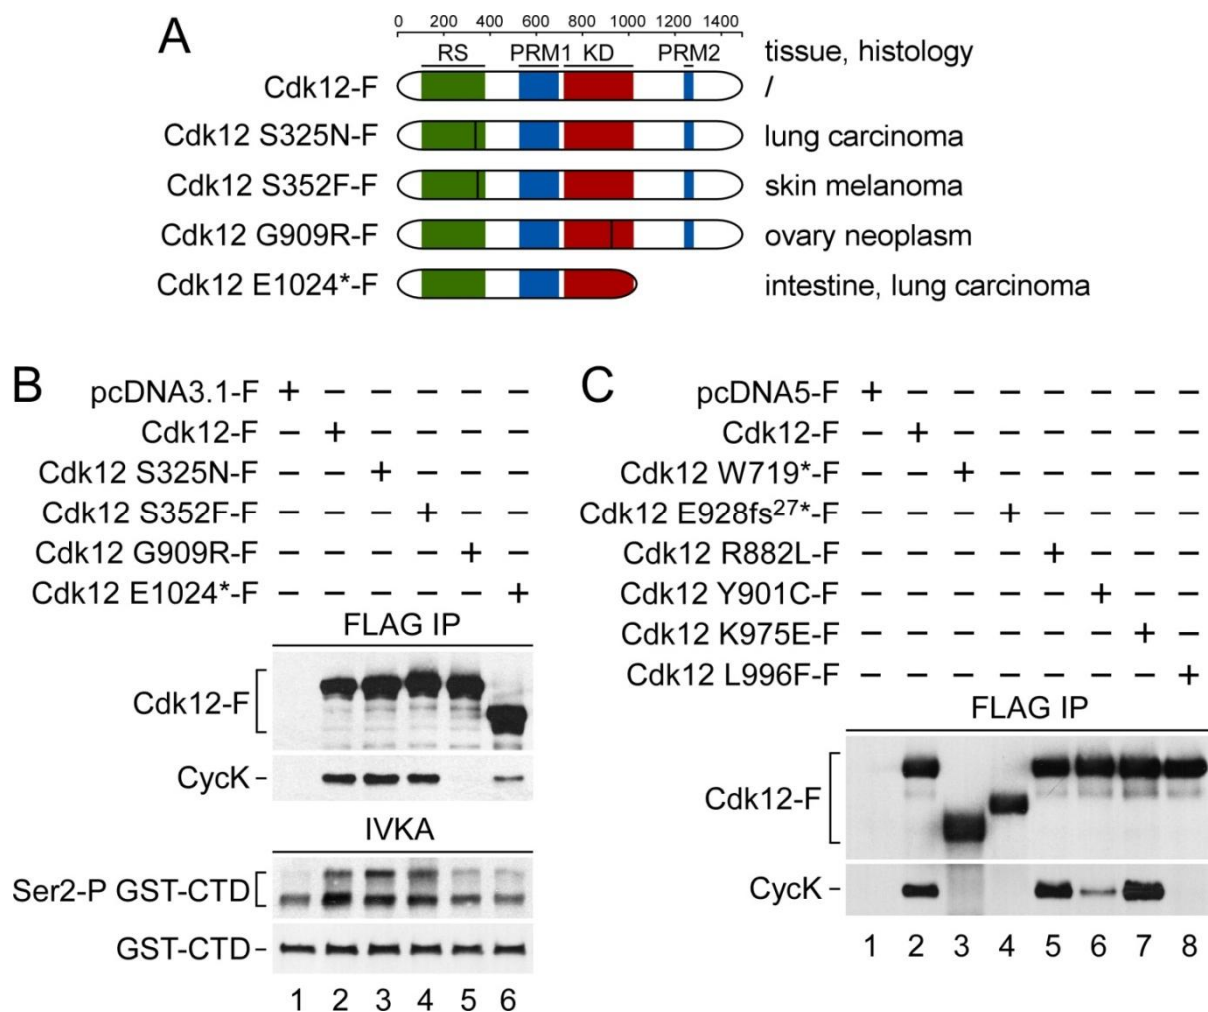 A
0 200 400 600 800 1000 1400
RS PRM1 KD PRM2 tissue, histology
Cdk12-F /
Cdk12 S325N-F lung carcinoma
Cdk12 S352F-F skin melanoma
Cdk12 G909R-F ovary neoplasm
Cdk12 E1024*-F intestine, lung carcinoma
B
pcDNA3.1-F + – – – – –
Cdk12-F – + – – – –
Cdk12 S325N-F – – + – – –
Cdk12 S352F-F – – – + – –
Cdk12 G909R-F – – – – + –
Cdk12 E1024*-F – – – – – +
FLAG IP
Cdk12-F
CycK –
IVKA
Ser2-P GST-CTD
GST-CTD –
1 2 3 4 5 6
C
pcDNA5-F + – – – – – – –
Cdk12-F – + – – – – – –
Cdk12 W719*-F – – + – – – – –
Cdk12 E928fs²⁷*-F – – – + – – – –
Cdk12 R882L-F – – – – + – – –
Cdk12 Y901C-F – – – – – + – –
Cdk12 K975E-F – – – – – – + –
Cdk12 L996F-F – – – – – – – +
FLAG IP
Cdk12-F
CycK –
1 2 3 4 5 6 7 8